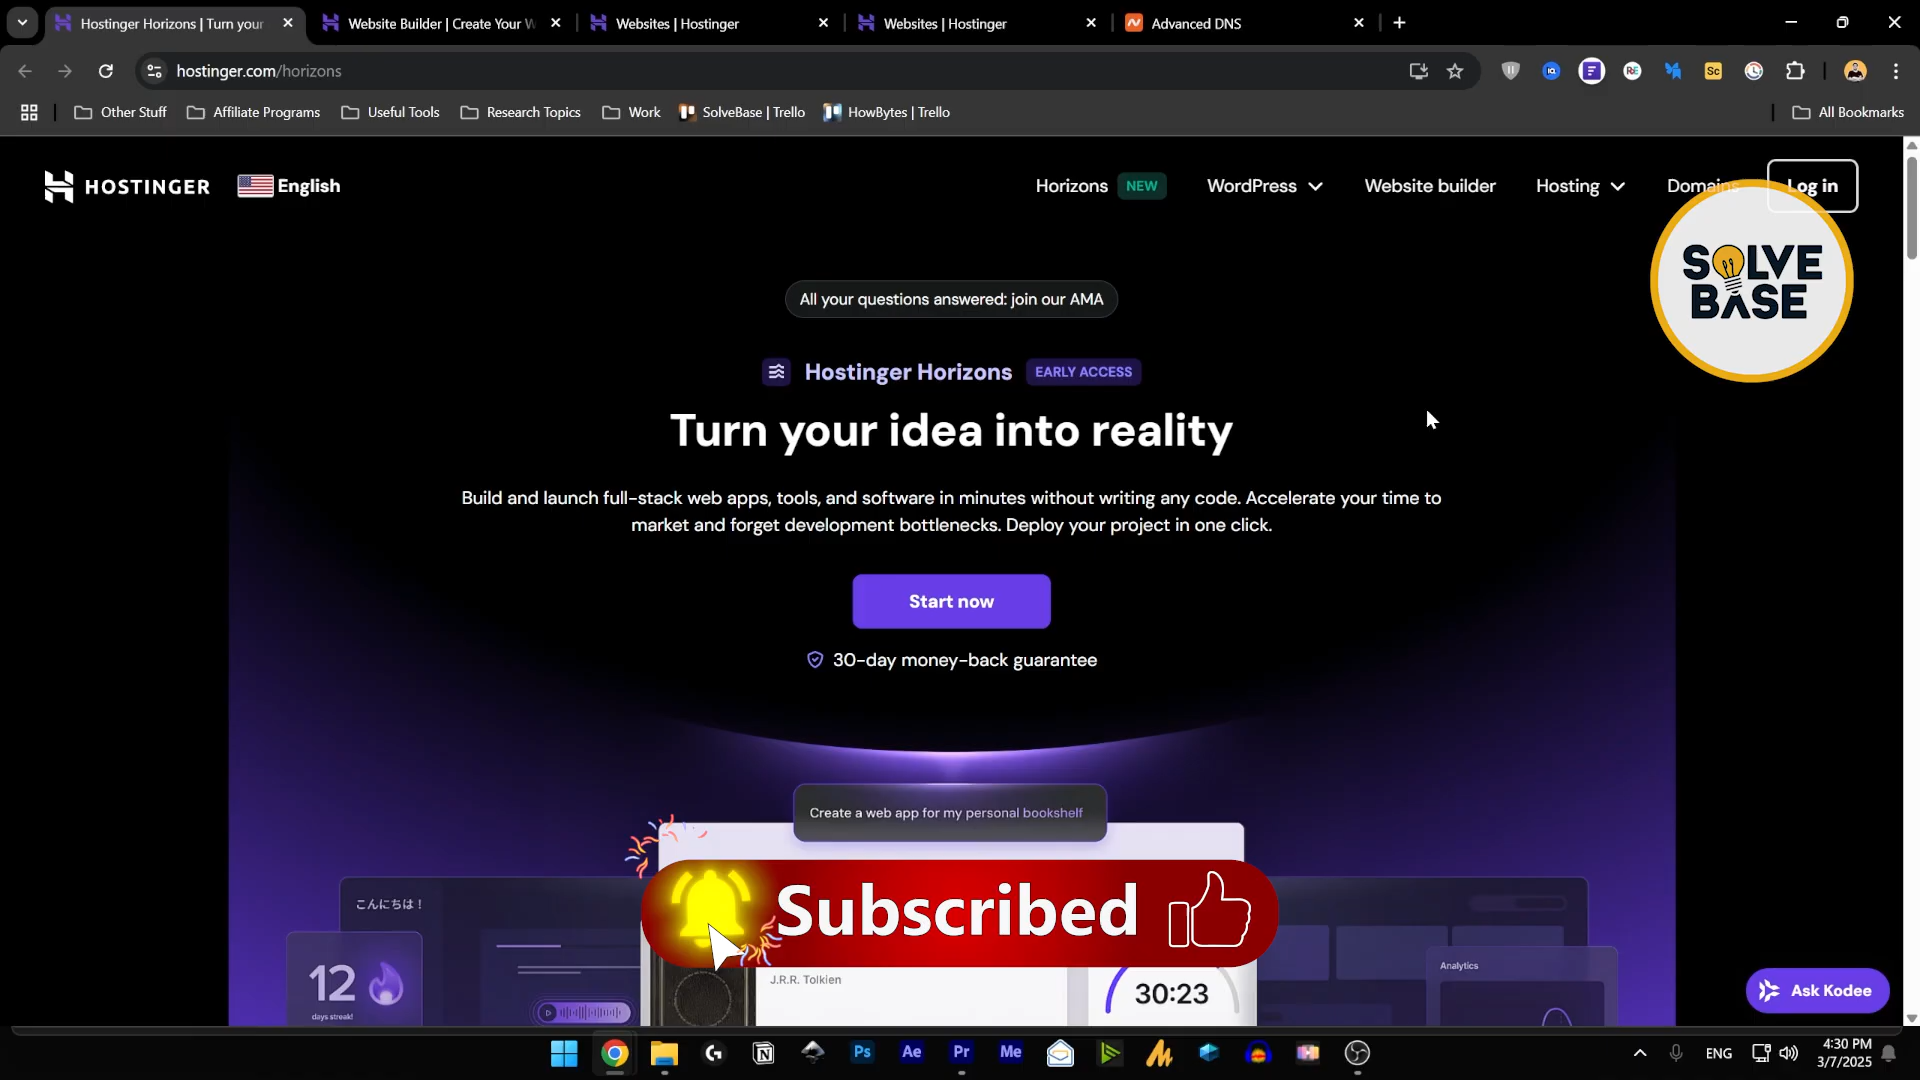 Hostinger Horizons | Turn your
Website Builder | Create Your W
Websites | Hostinger
Websites | Hostinger
Advanced DNS
hostinger.com/horizons
Other Stuff
Affiliate Programs
Useful Tools
Research Topics
Work
SolveBase | Trello
HowBytes | Trello
All Bookmarks
HOSTINGER
English
Horizons NEW
WordPress
Website builder
Hosting
Domains
Log in
SOLVE
BASE
All your questions answered: join our AMA
Hostinger Horizons EARLY ACCESS
Turn your idea into reality
Build and launch full-stack web apps, tools, and software in minutes without writing any code. Accelerate your time to
market and forget development bottlenecks. Deploy your project in one click.
Start now
30-day money-back guarantee
Create a web app for my personal bookshelf
こんにちは！
Subscribed
12
days streak!
J.R.R. Tolkien
30:23
Analytics
Ask Kodee
Ps
Ae
Pr
Me
ENG
4:30 PM
3/7/2025